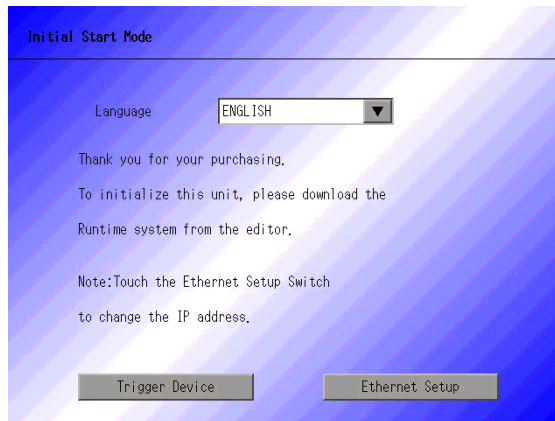 Initial Start Mode
Language
ENGLISH
Thank you for your purchasing.
To initialize this unit, please download the
Runtime system from the editor.
Note:Touch the Ethernet Setup Switch
to change the IP address.
Trigger Device
Ethernet Setup